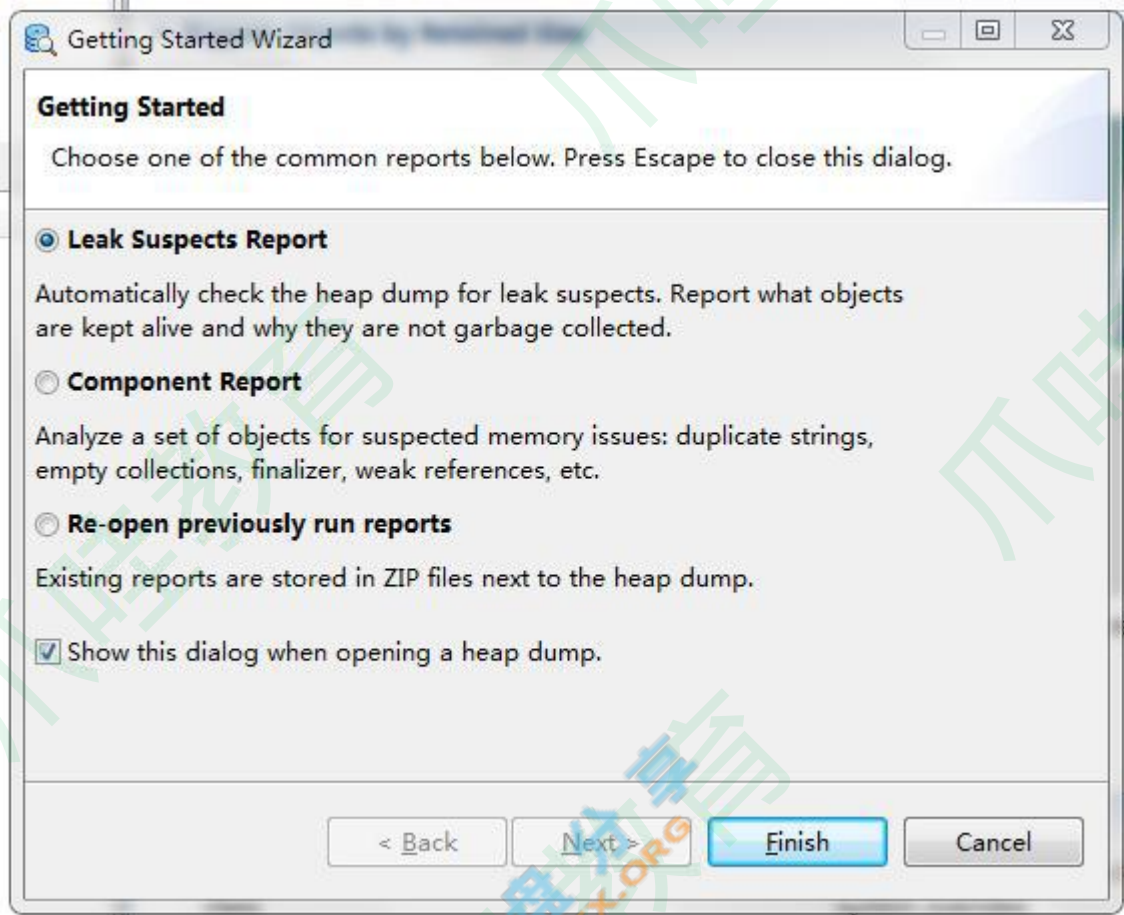 Getting Started Wizard
Getting Started
Choose one of the common reports below. Press Escape to close this dialog.
Leak Suspects Report
Automatically check the heap dump for leak suspects. Report what objects
are kept alive and why they are not garbage collected.
Component Report
Analyze a set of objects for suspected memory issues: duplicate strings,
empty collections, finalizer, weak references, etc.
Re-open previously run reports
Existing reports are stored in ZIP files next to the heap dump.
Show this dialog when opening a heap dump.
< Back
Next >
Finish
Cancel
爪哇教育